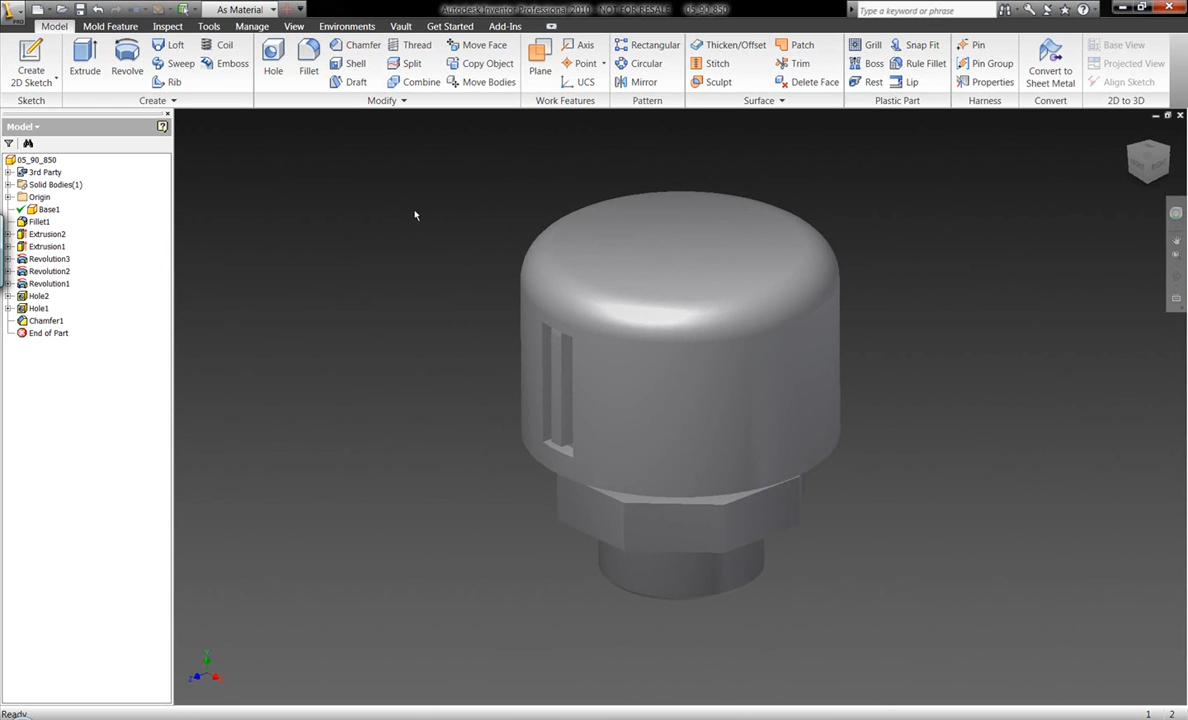 As Material
Autodesk Inventor Professional 2010 - NOT FOR RESALE
05_90_850
Type a keyword or phrase
PRO
Model
Mold Feature
Inspect
Tools
Manage
View
Environments
Vault
Get Started
Add-Ins
Create
2D Sketch
Extrude
Revolve
Loft
Sweep
Rib
Coil
Emboss
Hole
Fillet
Chamfer
Shell
Draft
Thread
Split
Combine
Move Face
Copy Object
Move Bodies
Plane
Axis
Point
UCS
Rectangular
Circular
Mirror
Thicken/Offset
Stitch
Sculpt
Patch
Trim
Delete Face
Grill
Boss
Rest
Snap Fit
Rule Fillet
Lip
Pin
Pin Group
Properties
Convert to
Sheet Metal
Base View
Projected View
Align Sketch
Sketch
Create
Modify
Work Features
Pattern
Surface
Plastic Part
Harness
Convert
2D to 3D
Model
05_90_850
3rd Party
Solid Bodies(1)
Origin
Base1
Fillet1
Extrusion2
Extrusion1
Revolution3
Revolution2
Revolution1
Hole2
Hole1
Chamfer1
End of Part
Y
Z
Ready
1 2